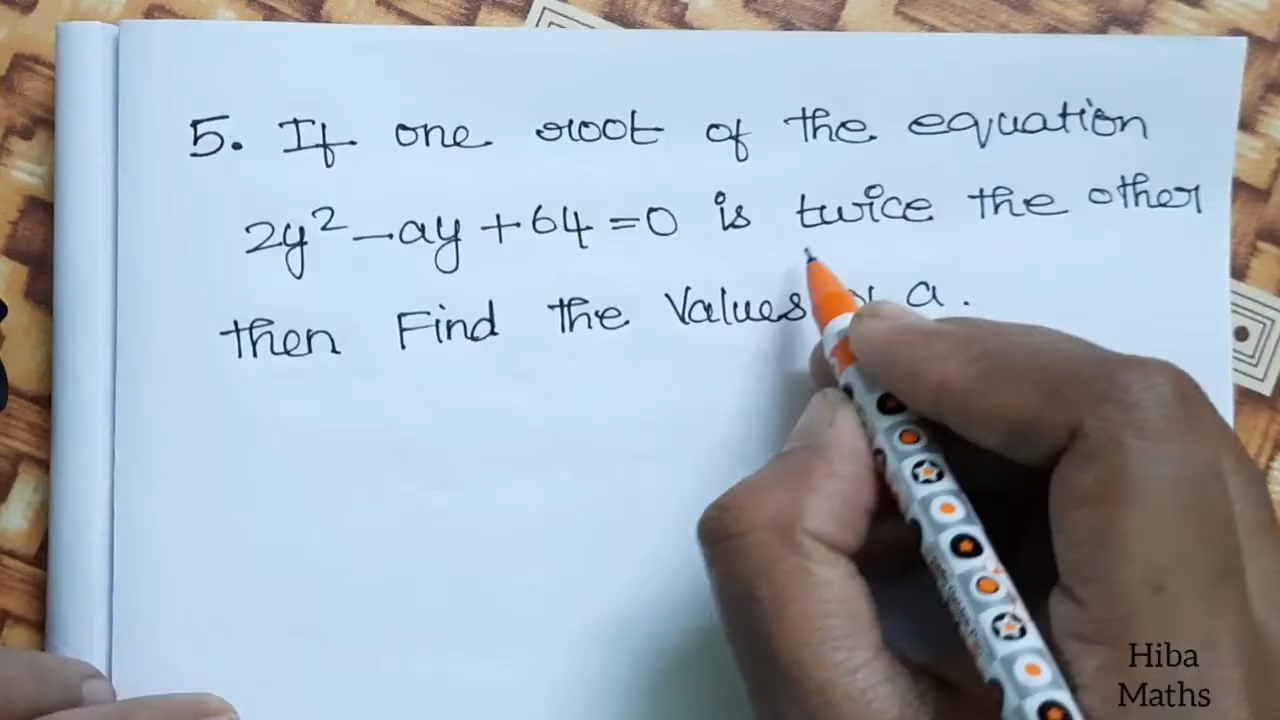 5. If one root of the equation
2y² - ay + 64 = 0 is twice the other
then Find the Values a.
Hiba
Maths